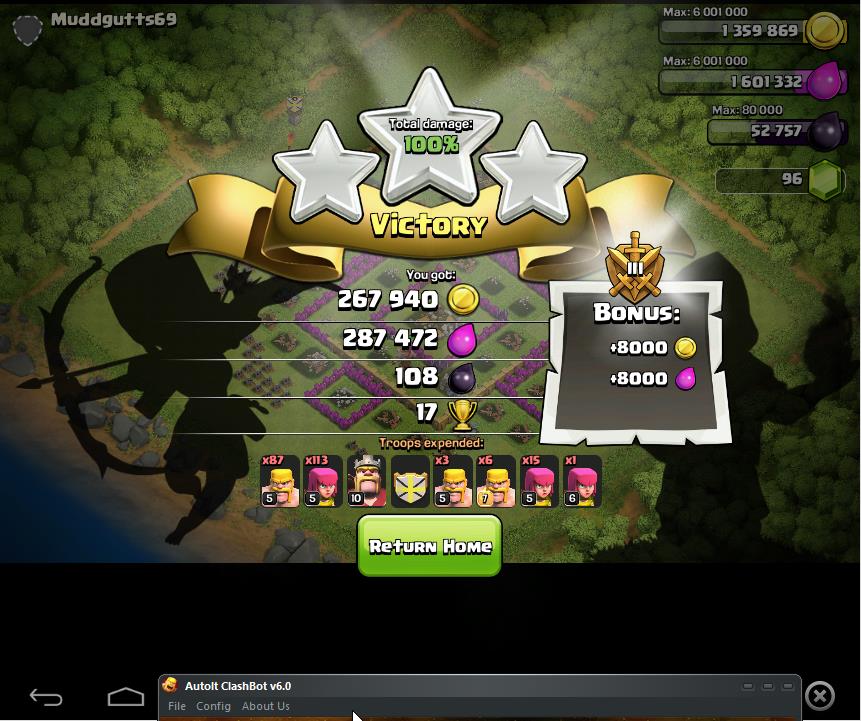 Muddgutts69
Max: 6 001 000
1 359 869
Max: 6 001 000
1 601 332
Max: 80 000
52 757
96
Total damage:
100%
Victory
You got:
267 940
287 472
108
17
III
Bonus:
+8000
+8000
Troops expended:
x87 x113 x3 x6 x15 x1
5 5 10 5 7 5 6
Return Home
AutoIt ClashBot v6.0
File Config About Us